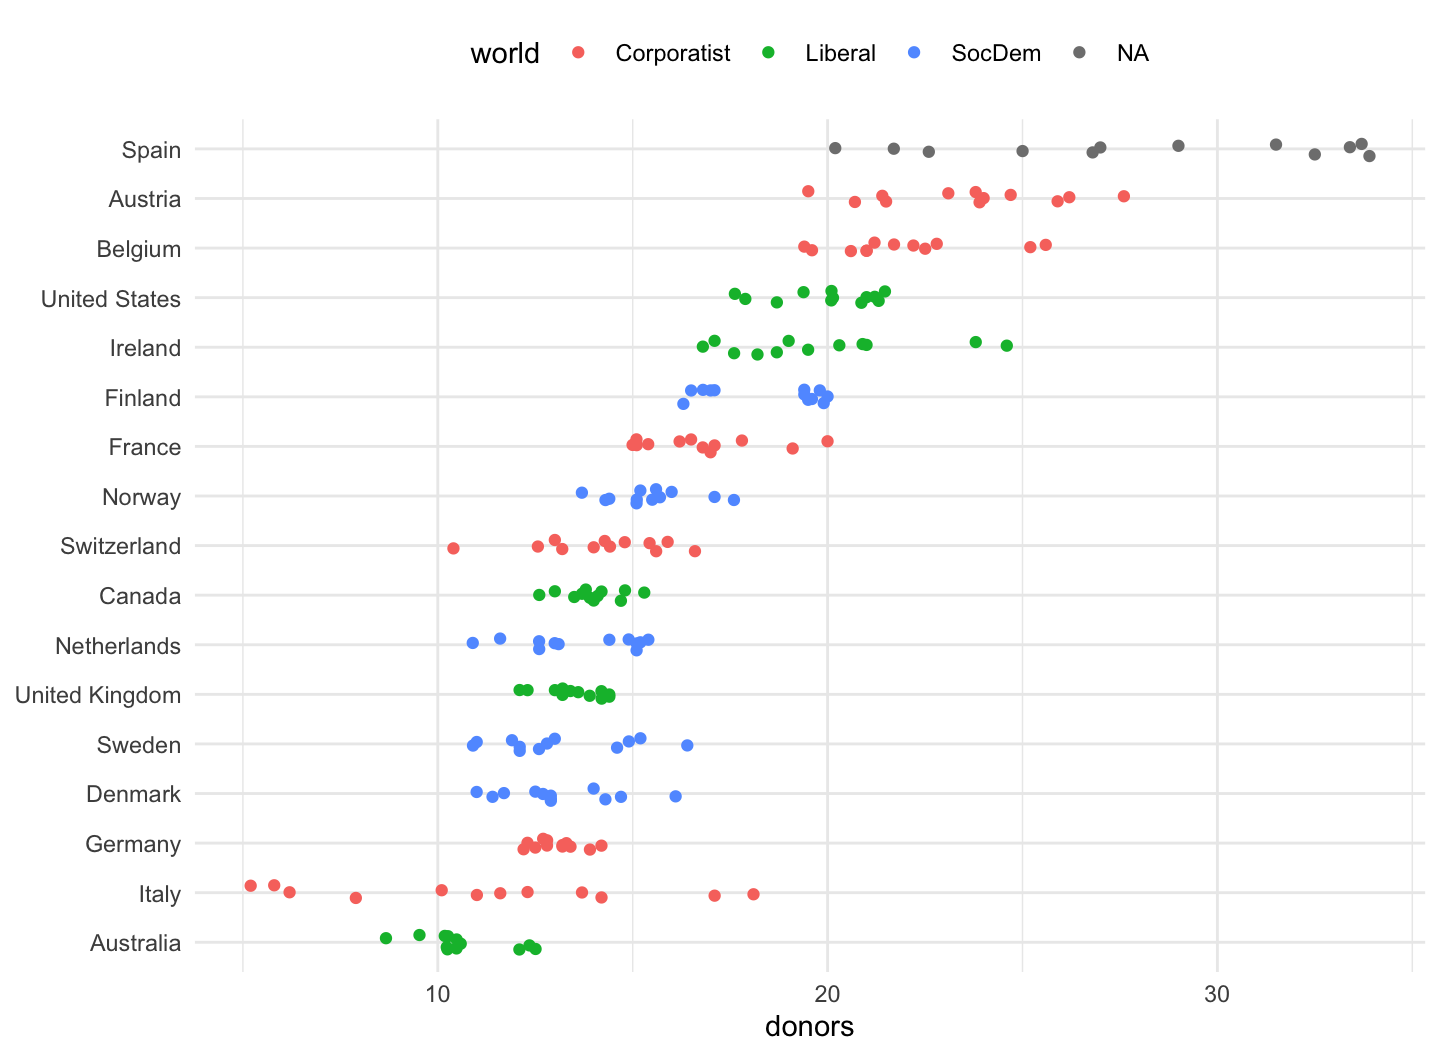 world Corporatist Liberal SocDem NA
Spain
Austria
Belgium
United States
Ireland
Finland
France
Norway
Switzerland
Canada
Netherlands
United Kingdom
Sweden
Denmark
Germany
Italy
Australia
10 20 30
donors